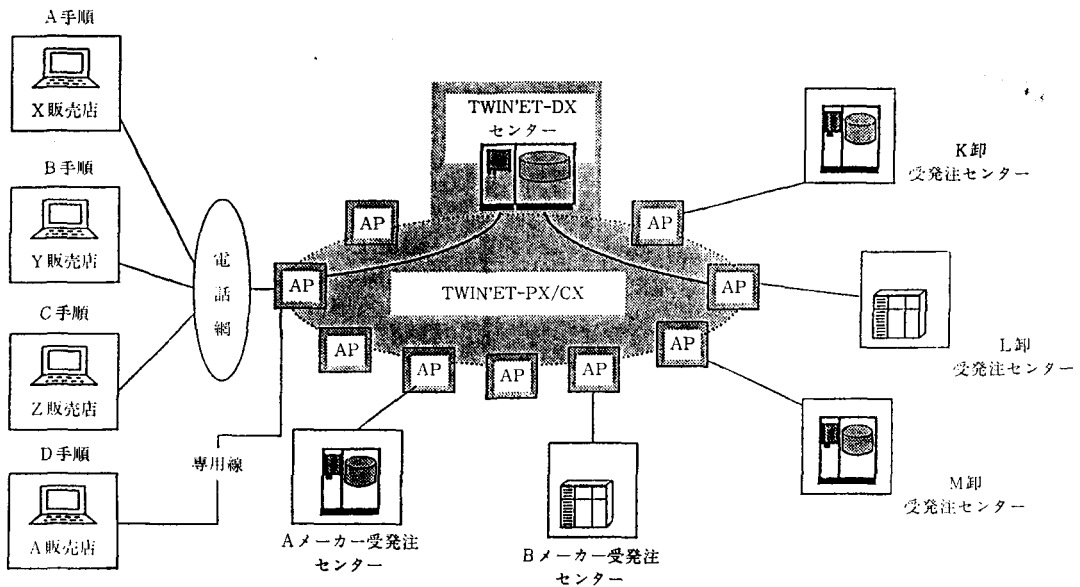 A手順
X販売店
B手順
Y販売店
C手順
Z販売店
D手順
A販売店
電話網
専用線
TWIN'ET-DX
センター
TWIN'ET-PX/CX
AP
AP
AP
AP
AP
AP
AP
AP
AP
K卸
受発注センター
L卸
受発注センター
M卸
受発注センター
Aメーカー受発注
センター
Bメーカー受発注
センター